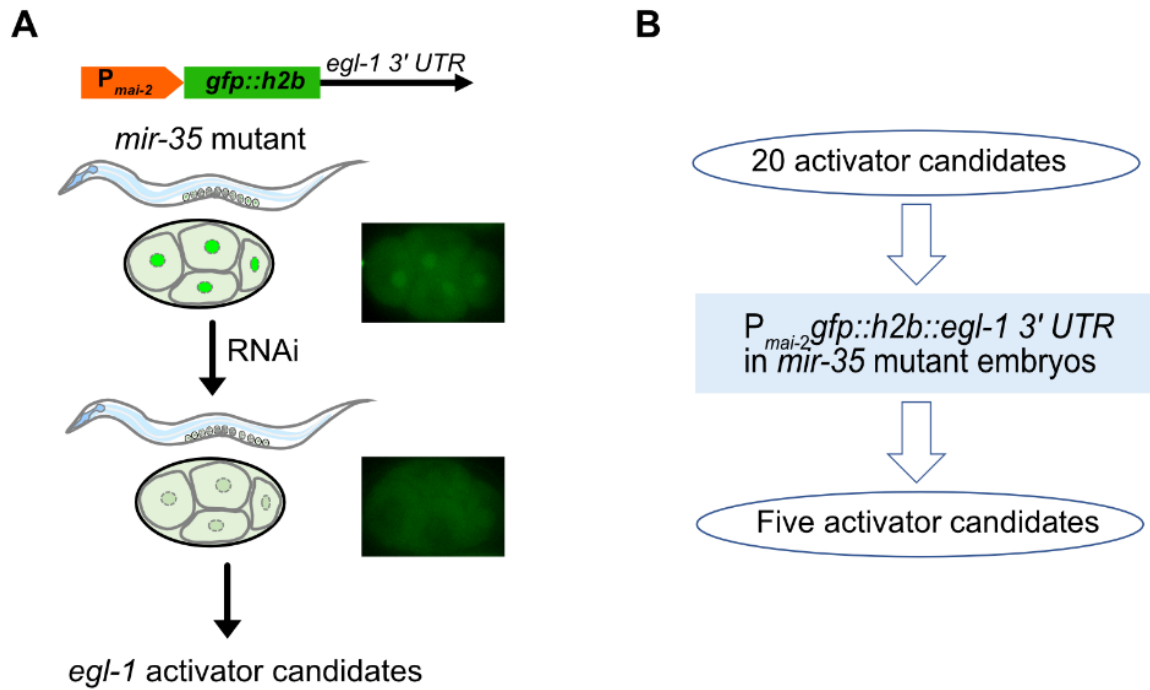 A
P mai-2 gfp::h2b egl-1 3' UTR
mir-35 mutant
RNAi
egl-1 activator candidates
B
20 activator candidates
P mai-2 gfp::h2b::egl-1 3' UTR
in mir-35 mutant embryos
Five activator candidates